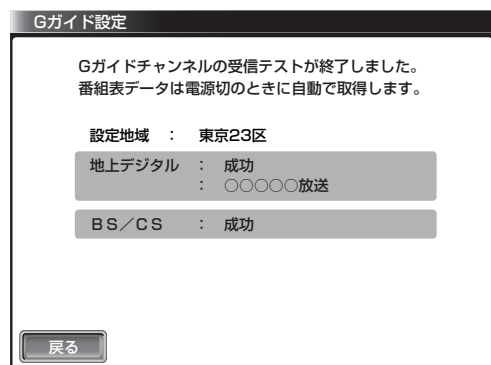 Gガイド設定
Gガイドチャンネルの受信テストが終了しました。
番組表データは電源切のときに自動で取得します。
設定地域 : 東京23区
地上デジタル : 成功
: ○○○○○放送
BS/CS : 成功
戻る